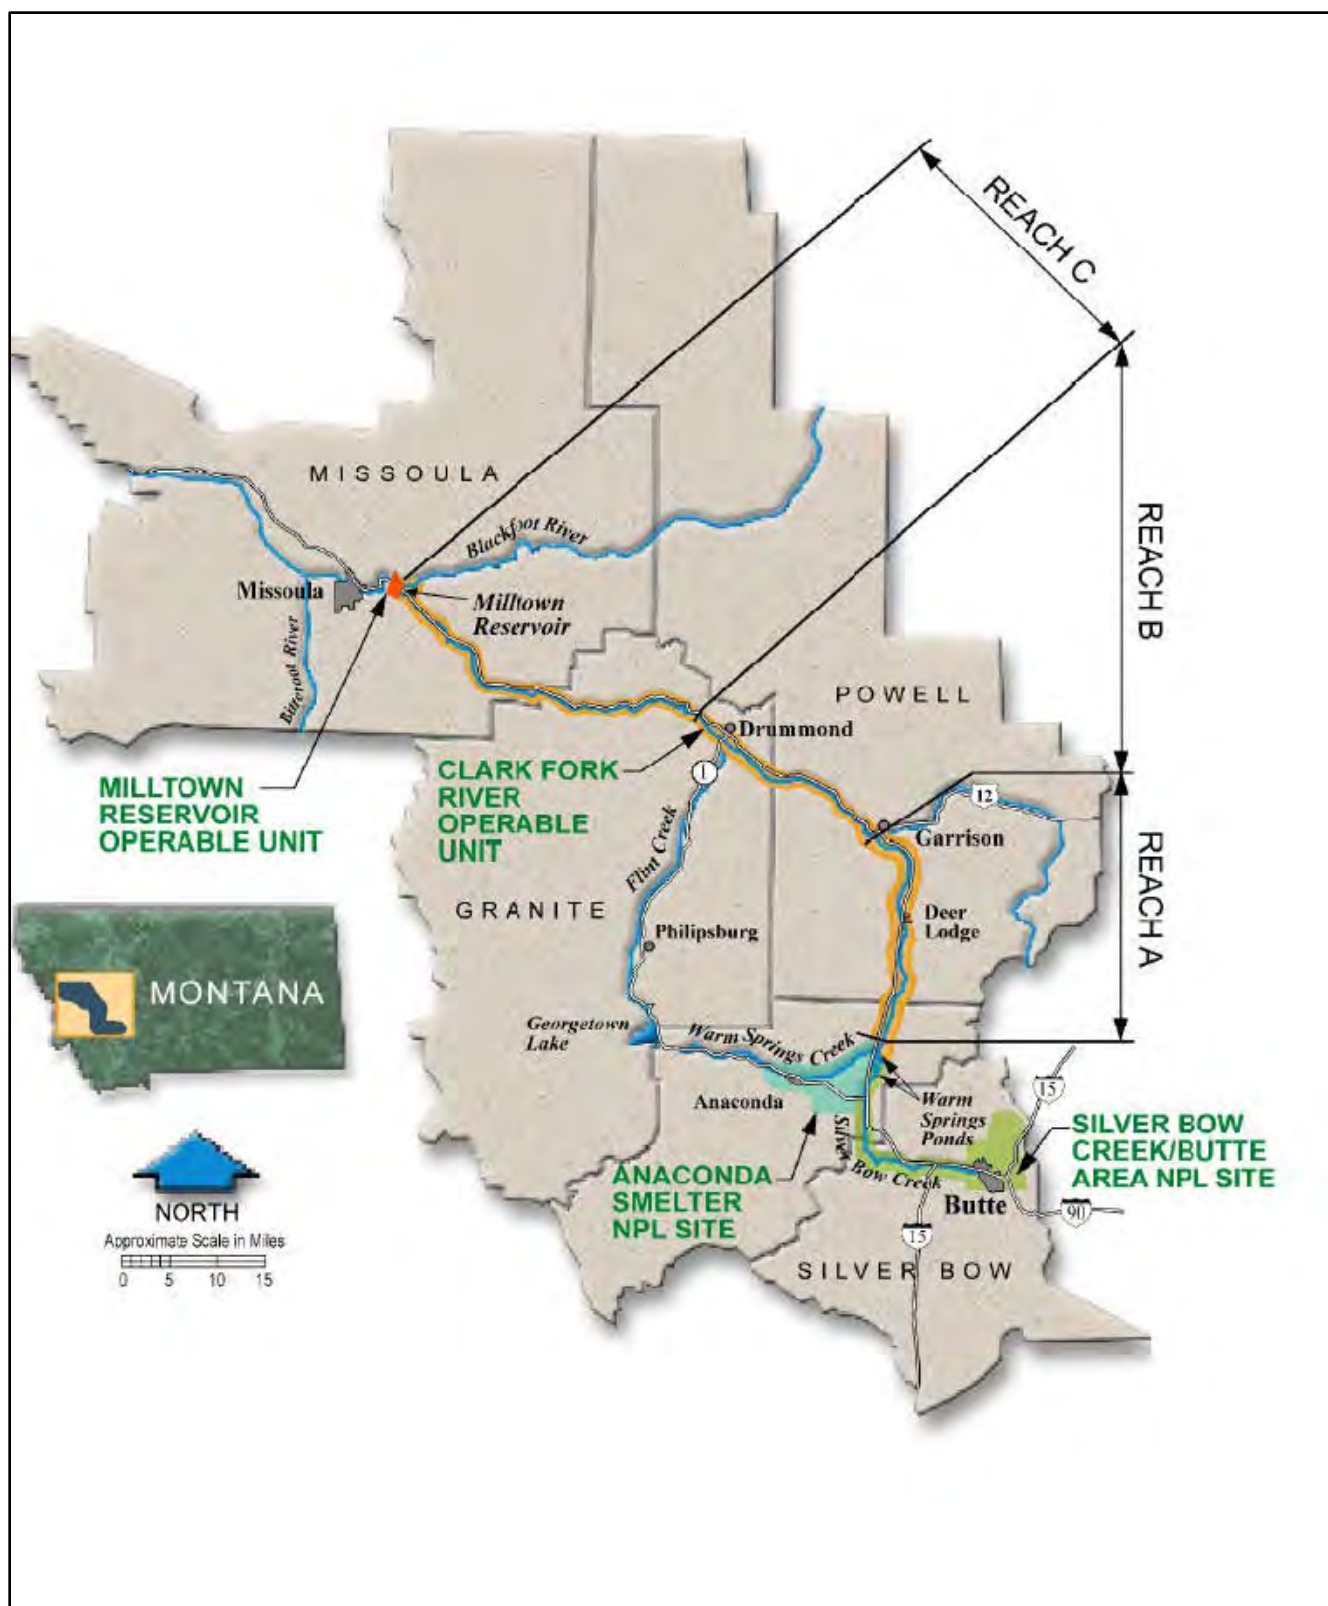 REACH C
MISSOULA
Blackfoot River
REACH B
Missoula
Milltown
Reservoir
Bitteroot River
POWELL
Drummond
MILLTOWN
RESERVOIR
OPERABLE UNIT
CLARK FORK
RIVER
OPERABLE
UNIT
1
12
Garrison
Flint Creek
REACH A
GRANITE
Deer
Lodge
Philipsburg
MONTANA
Georgetown
Lake
Warm Springs Creek
Anaconda
Warm
Springs
Ponds
15
SILVER BOW
CREEK/BUTTE
AREA NPL SITE
Silver
Bow Creek
ANACONDA
SMELTER
NPL SITE
Butte
90
NORTH
15
Approximate Scale in Miles
SILVER BOW
0 5 10 15